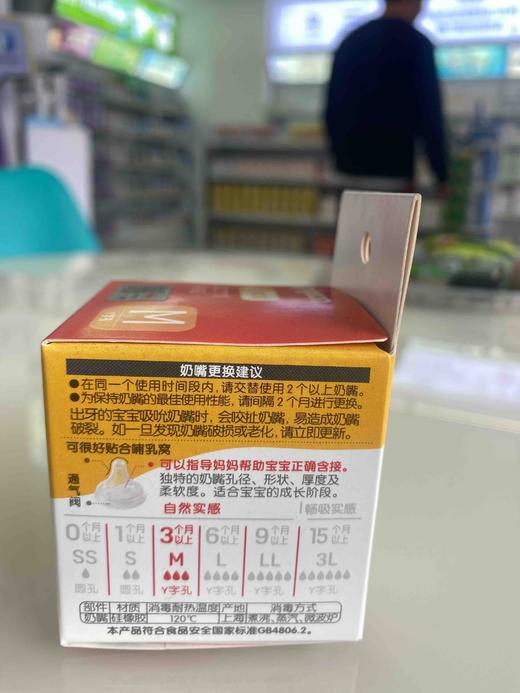 M
奶嘴更换建议
●在同一个使用时间段内,请交替使用2个以上奶嘴。
●为保持奶嘴的最佳使用性能,请间隔2个月进行更换。
出牙的宝宝吸吮奶嘴时,会咬扯奶嘴,易造成奶嘴
破裂。如一旦发现奶嘴破损或老化,请立即更新。
可很好贴合哺乳窝
通气阀
●可以指导妈妈帮助宝宝正确含接。
独特的奶嘴孔径、形状、厚度及
柔软度。适合宝宝的成长阶段。
自然实感 畅吸实感
0个月以上 1个月以上 3个月以上 6个月以上 9个月以上 15个月以上
SS S M L LL 3L
圆孔 圆孔 Y字孔 Y字孔 Y字孔 Y字孔
部件 材质 消毒耐热温度 产地 消毒方式
奶嘴 硅橡胶 120℃ 上海 煮沸、蒸汽、微波炉
本产品符合食品安全国家标准GB4806.2。